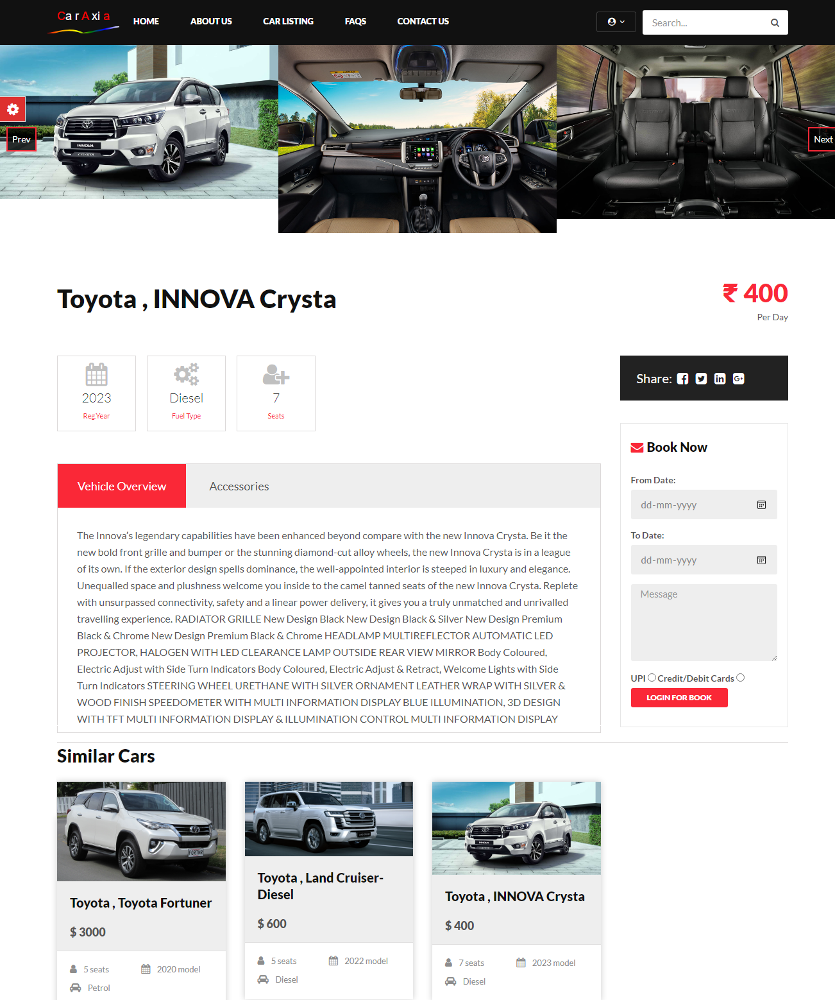 Car Axia
HOME
ABOUT US
CAR LISTING
FAQS
CONTACT US
Search...
Prev
INNOVA
CRYSTA
Next
Toyota , INNOVA Crysta
₹ 400
Per Day
2023
Reg.Year
Diesel
Fuel Type
7
Seats
Share:
Book Now
From Date:
dd-mm-yyyy
To Date:
dd-mm-yyyy
Message
UPI Credit/Debit Cards
LOGIN FOR BOOK
Vehicle Overview
Accessories
The Innova’s legendary capabilities have been enhanced beyond compare with the new Innova Crysta. Be it the
new bold front grille and bumper or the stunning diamond-cut alloy wheels, the new Innova Crysta is in a league
of its own. If the exterior design spells dominance, the well-appointed interior is steeped in luxury and elegance.
Unequalled space and plushness welcome you inside to the camel tanned seats of the new Innova Crysta. Replete
with unsurpassed connectivity, safety and a linear power delivery, it gives you a truly unmatched and unrivalled
travelling experience. RADIATOR GRILLE New Design Black New Design Black & Silver New Design Premium
Black & Chrome New Design Premium Black & Chrome HEADLAMP MULTIREFLECTOR AUTOMATIC LED
PROJECTOR, HALOGEN WITH LED CLEARANCE LAMP OUTSIDE REAR VIEW MIRROR Body Coloured,
Electric Adjust with Side Turn Indicators Body Coloured, Electric Adjust & Retract, Welcome Lights with Side
Turn Indicators STEERING WHEEL URETHANE WITH SILVER ORNAMENT LEATHER WRAP WITH SILVER &
WOOD FINISH SPEEDOMETER WITH MULTI INFORMATION DISPLAY BLUE ILLUMINATION, 3D DESIGN
WITH TFT MULTI INFORMATION DISPLAY & ILLUMINATION CONTROL MULTI INFORMATION DISPLAY
Similar Cars
FORTNR
Toyota , Toyota Fortuner
$ 3000
5 seats
2020 model
Petrol
Toyota , Land Cruiser-
Diesel
$ 600
5 seats
2022 model
Diesel
INNOVA
Toyota , INNOVA Crysta
$ 400
7 seats
2023 model
Diesel